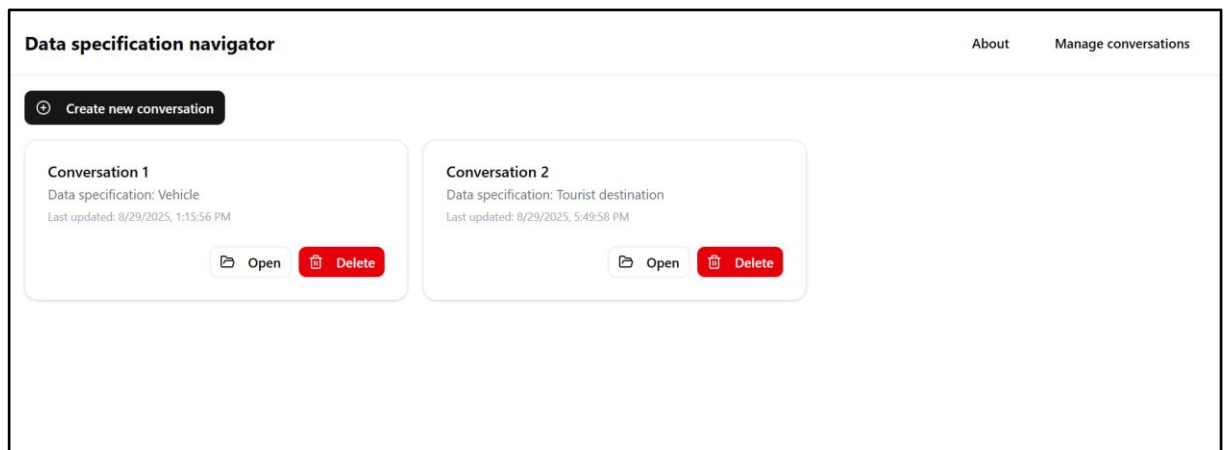 Data specification navigator
About
Manage conversations
Create new conversation
Conversation 1
Data specification: Vehicle
Last updated: 8/29/2025, 1:15:56 PM
Open
Delete
Conversation 2
Data specification: Tourist destination
Last updated: 8/29/2025, 5:49:58 PM
Open
Delete